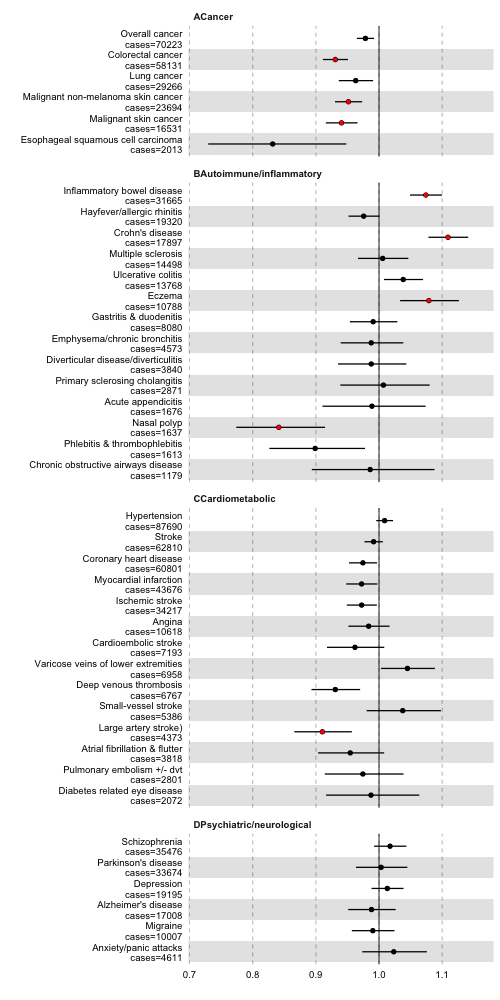 ACancer
Overall cancer
cases=70223
Colorectal cancer
cases=58131
Lung cancer
cases=29266
Malignant non-melanoma skin cancer
cases=23694
Malignant skin cancer
cases=16531
Esophageal squamous cell carcinoma
cases=2013
BAutoimmune/inflammatory
Inflammatory bowel disease
cases=31665
Hayfever/allergic rhinitis
cases=19320
Crohn's disease
cases=17897
Multiple sclerosis
cases=14498
Ulcerative colitis
cases=13768
Eczema
cases=10788
Gastritis & duodenitis
cases=8080
Emphysema/chronic bronchitis
cases=4573
Diverticular disease/diverticulitis
cases=3840
Primary sclerosing cholangitis
cases=2871
Acute appendicitis
cases=1676
Nasal polyp
cases=1637
Phlebitis & thrombophlebitis
cases=1613
Chronic obstructive airways disease
cases=1179
CCardiometabolic
Hypertension
cases=87690
Stroke
cases=62810
Coronary heart disease
cases=60801
Myocardial infarction
cases=43676
Ischemic stroke
cases=34217
Angina
cases=10618
Cardioembolic stroke
cases=7193
Varicose veins of lower extremities
cases=6958
Deep venous thrombosis
cases=6767
Small-vessel stroke
cases=5386
Large artery stroke)
cases=4373
Atrial fibrillation & flutter
cases=3818
Pulmonary embolism +/- dvt
cases=2801
Diabetes related eye disease
cases=2072
DPsychiatric/neurological
Schizophrenia
cases=35476
Parkinson's disease
cases=33674
Depression
cases=19195
Alzheimer's disease
cases=17008
Migraine
cases=10007
Anxiety/panic attacks
cases=4611
0.7 0.8 0.9 1.0 1.1